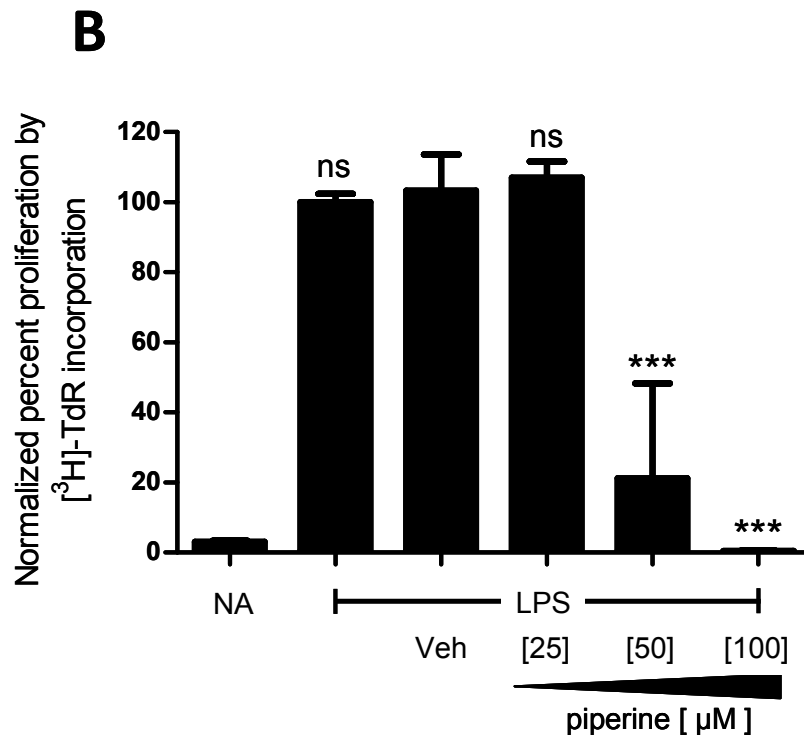 B
Normalized percent proliferation by
[³H]-TdR incorporation
120
100
80
60
40
20
0
ns
ns
***
***
NA
LPS
Veh [25] [50] [100]
piperine [ µM ]